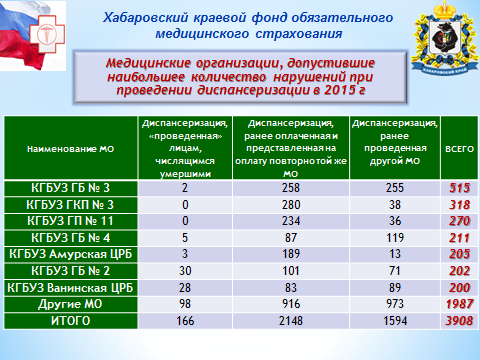 Хабаровский краевой фонд обязательного
медицинского страхования
ХАБАРОВСКИЙ КРАЙ
Медицинские организации, допустившие
наибольшее количество нарушений при
проведении диспансеризации в 2015 г
Наименование МО
Диспансеризация,
«проведенная»
лицам,
числящимся
умершими
Диспансеризация,
ранее оплаченная и
представленная на
оплату повторно той же
МО
Диспансеризация,
ранее
проведенная
другой МО
ВСЕГО
КГБУЗ ГБ № 3 2 258 255 515
КГБУЗ ГКП № 3 0 280 38 318
КГБУЗ ГП № 11 0 234 36 270
КГБУЗ ГБ № 4 5 87 119 211
КГБУЗ Амурская ЦРБ 3 189 13 205
КГБУЗ ГБ № 2 30 101 71 202
КГБУЗ Ванинская ЦРБ 28 83 89 200
Другие МО 98 916 973 1987
ИТОГО 166 2148 1594 3908